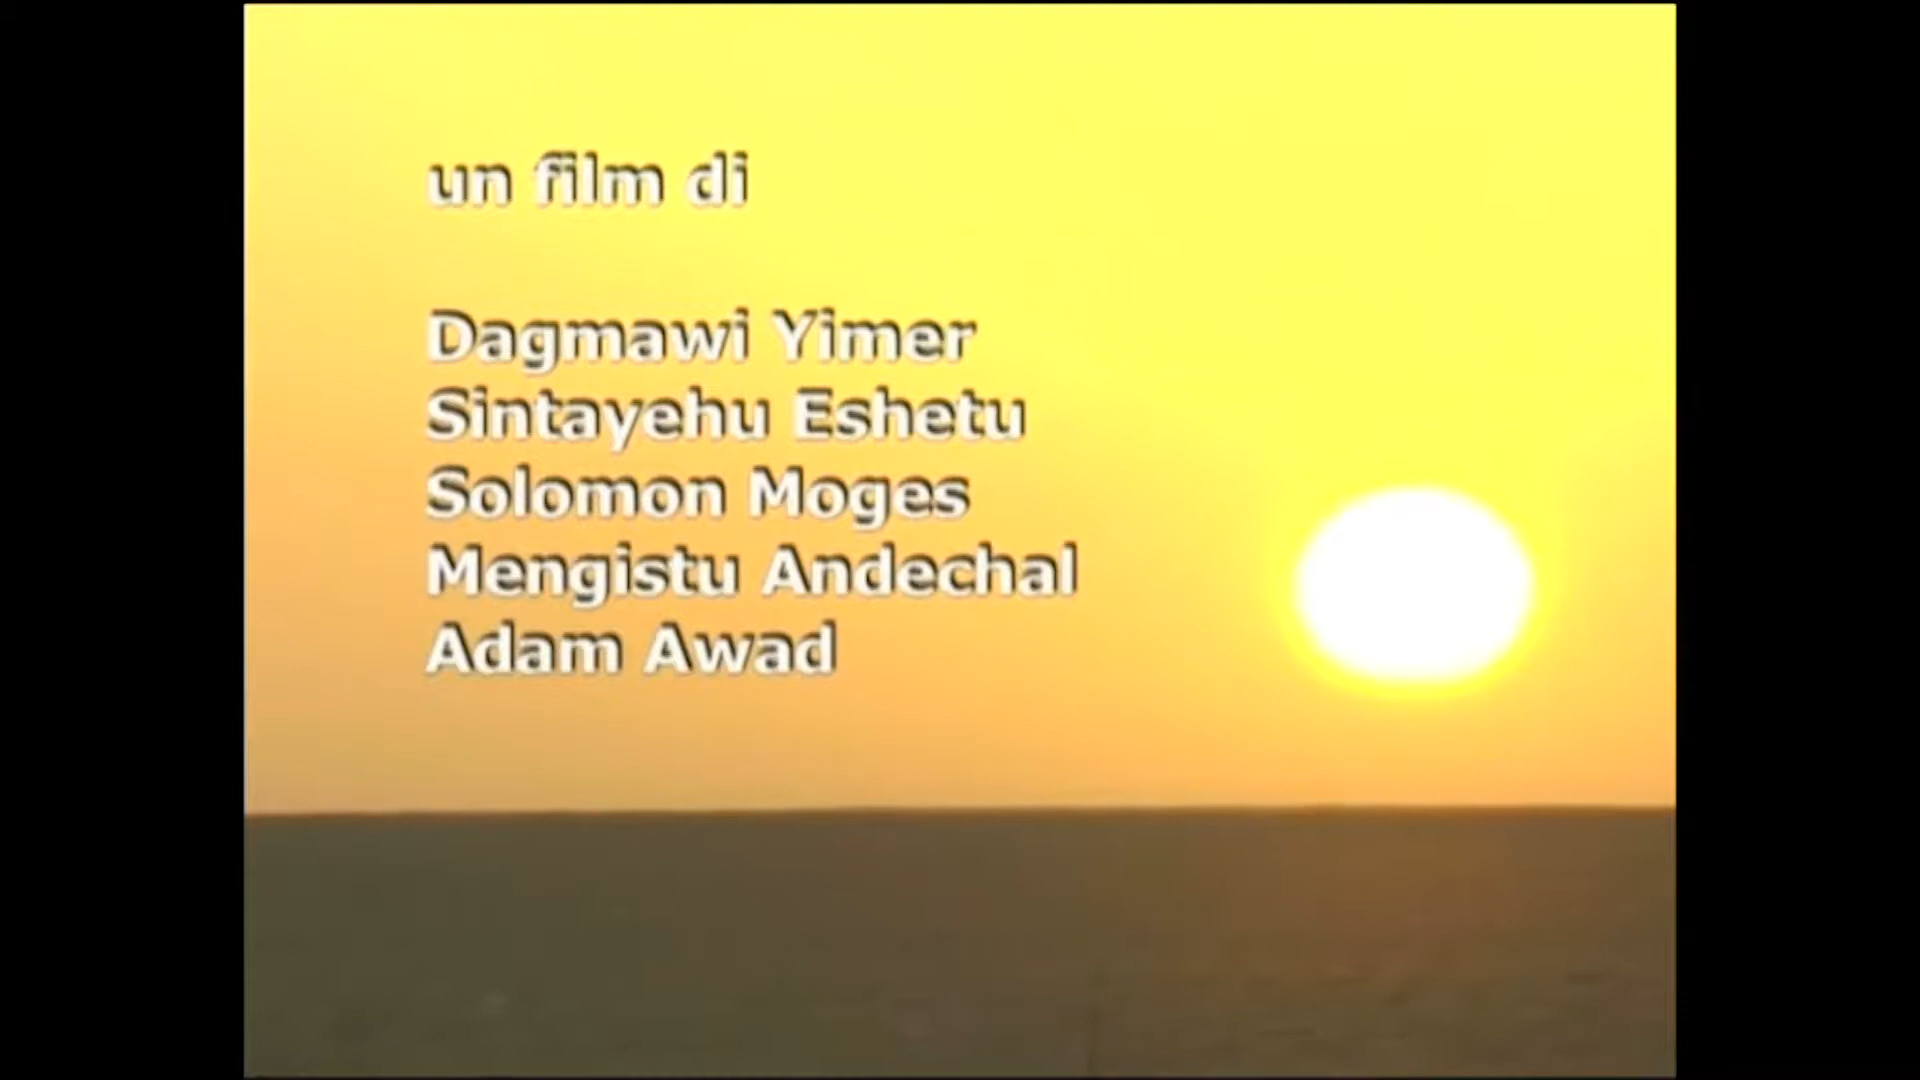 un film di
Dagmawi Yimer
Sintayehu Eshetu
Solomon Moges
Mengistu Andechal
Adam Awad